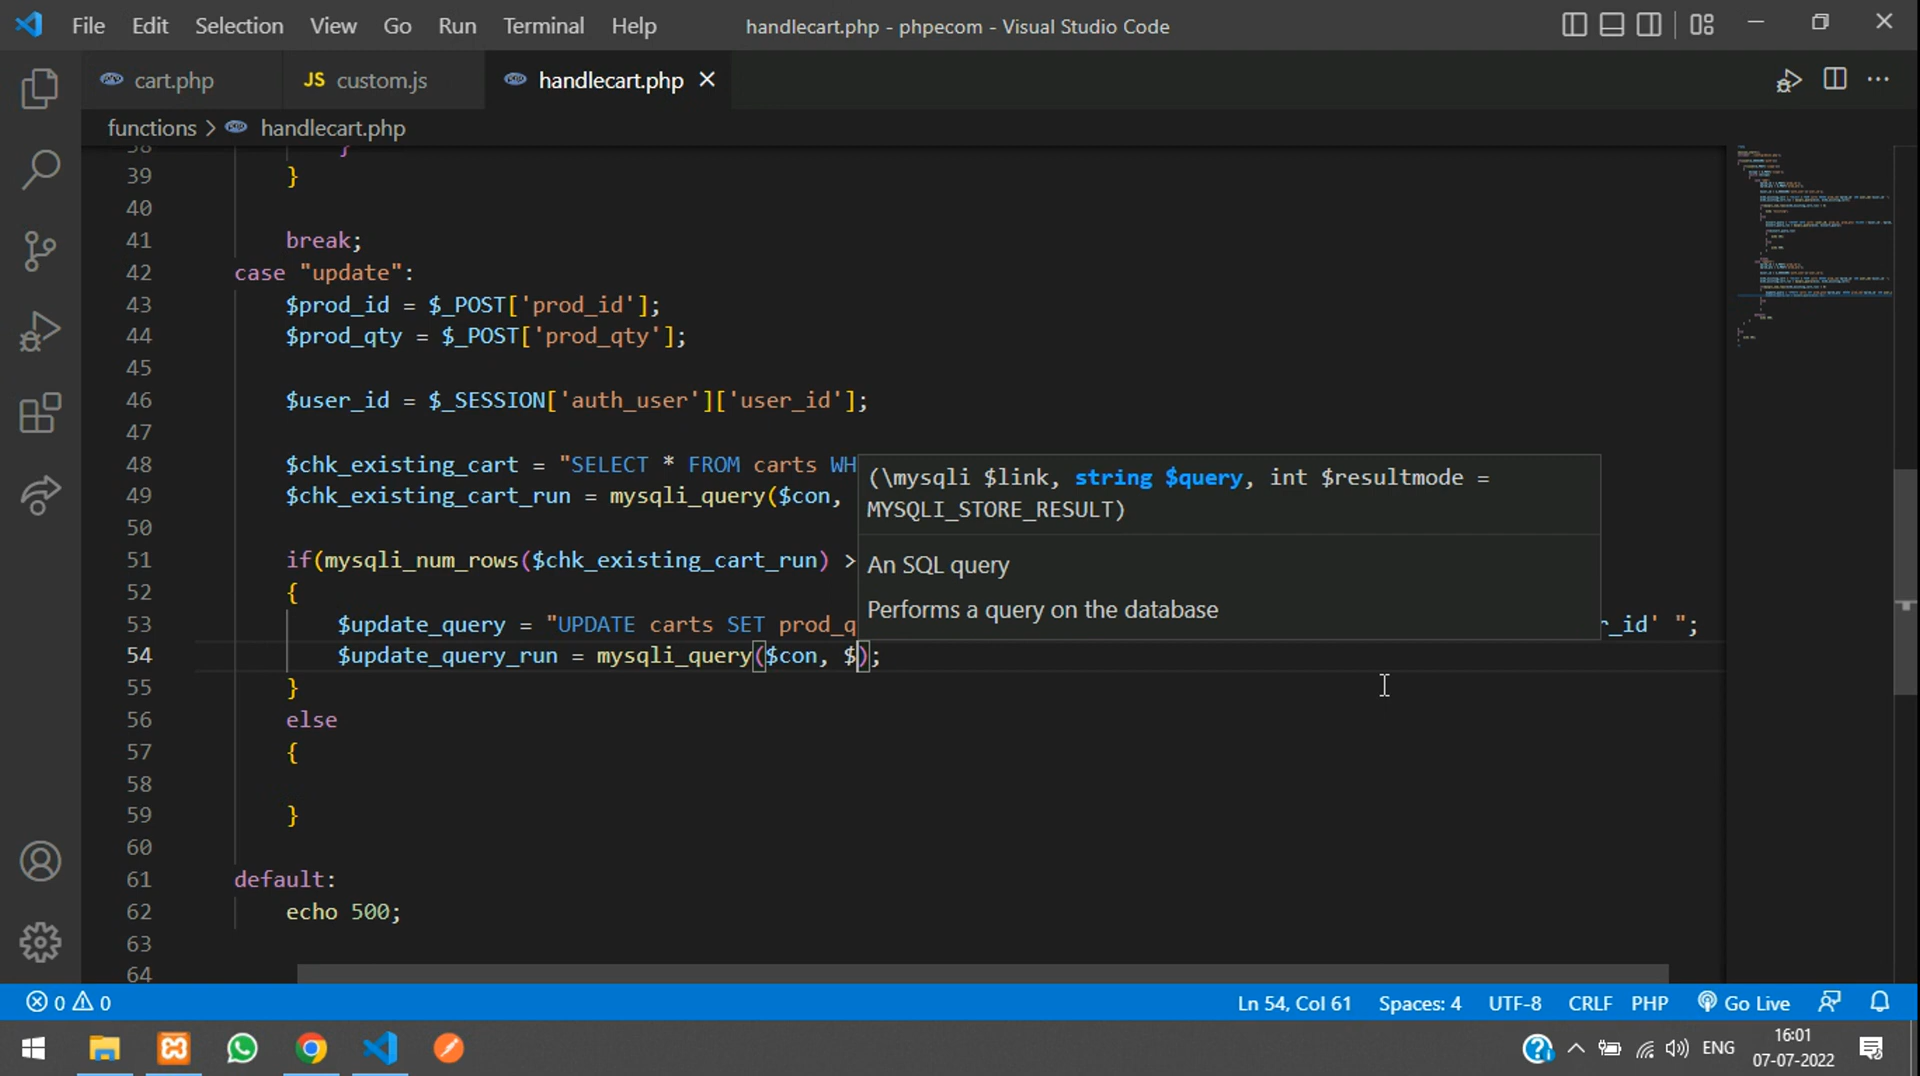 File Edit Selection View Go Run Terminal Help handlecart.php - phpecom - Visual Studio Code
cart.php JS custom.js handlecart.php
functions > handlecart.php
38 }
39 }
40
41 break;
42 case "update":
43 $prod_id = $_POST['prod_id'];
44 $prod_qty = $_POST['prod_qty'];
45
46 $user_id = $_SESSION['auth_user']['user_id'];
47
48 $chk_existing_cart = "SELECT * FROM carts WH
49 $chk_existing_cart_run = mysqli_query($con,
50
51 if(mysqli_num_rows($chk_existing_cart_run) >
52 {
53 $update_query = "UPDATE carts SET prod_q r_id' ";
54 $update_query_run = mysqli_query($con, $);
55 }
56 else
57 {
58
59 }
60
61 default:
62 echo 500;
63
64
(\mysqli $link, string $query, int $resultmode =
MYSQLI_STORE_RESULT)
An SQL query
Performs a query on the database
0 0 Ln 54, Col 61 Spaces: 4 UTF-8 CRLF PHP Go Live
ENG 16:01
07-07-2022